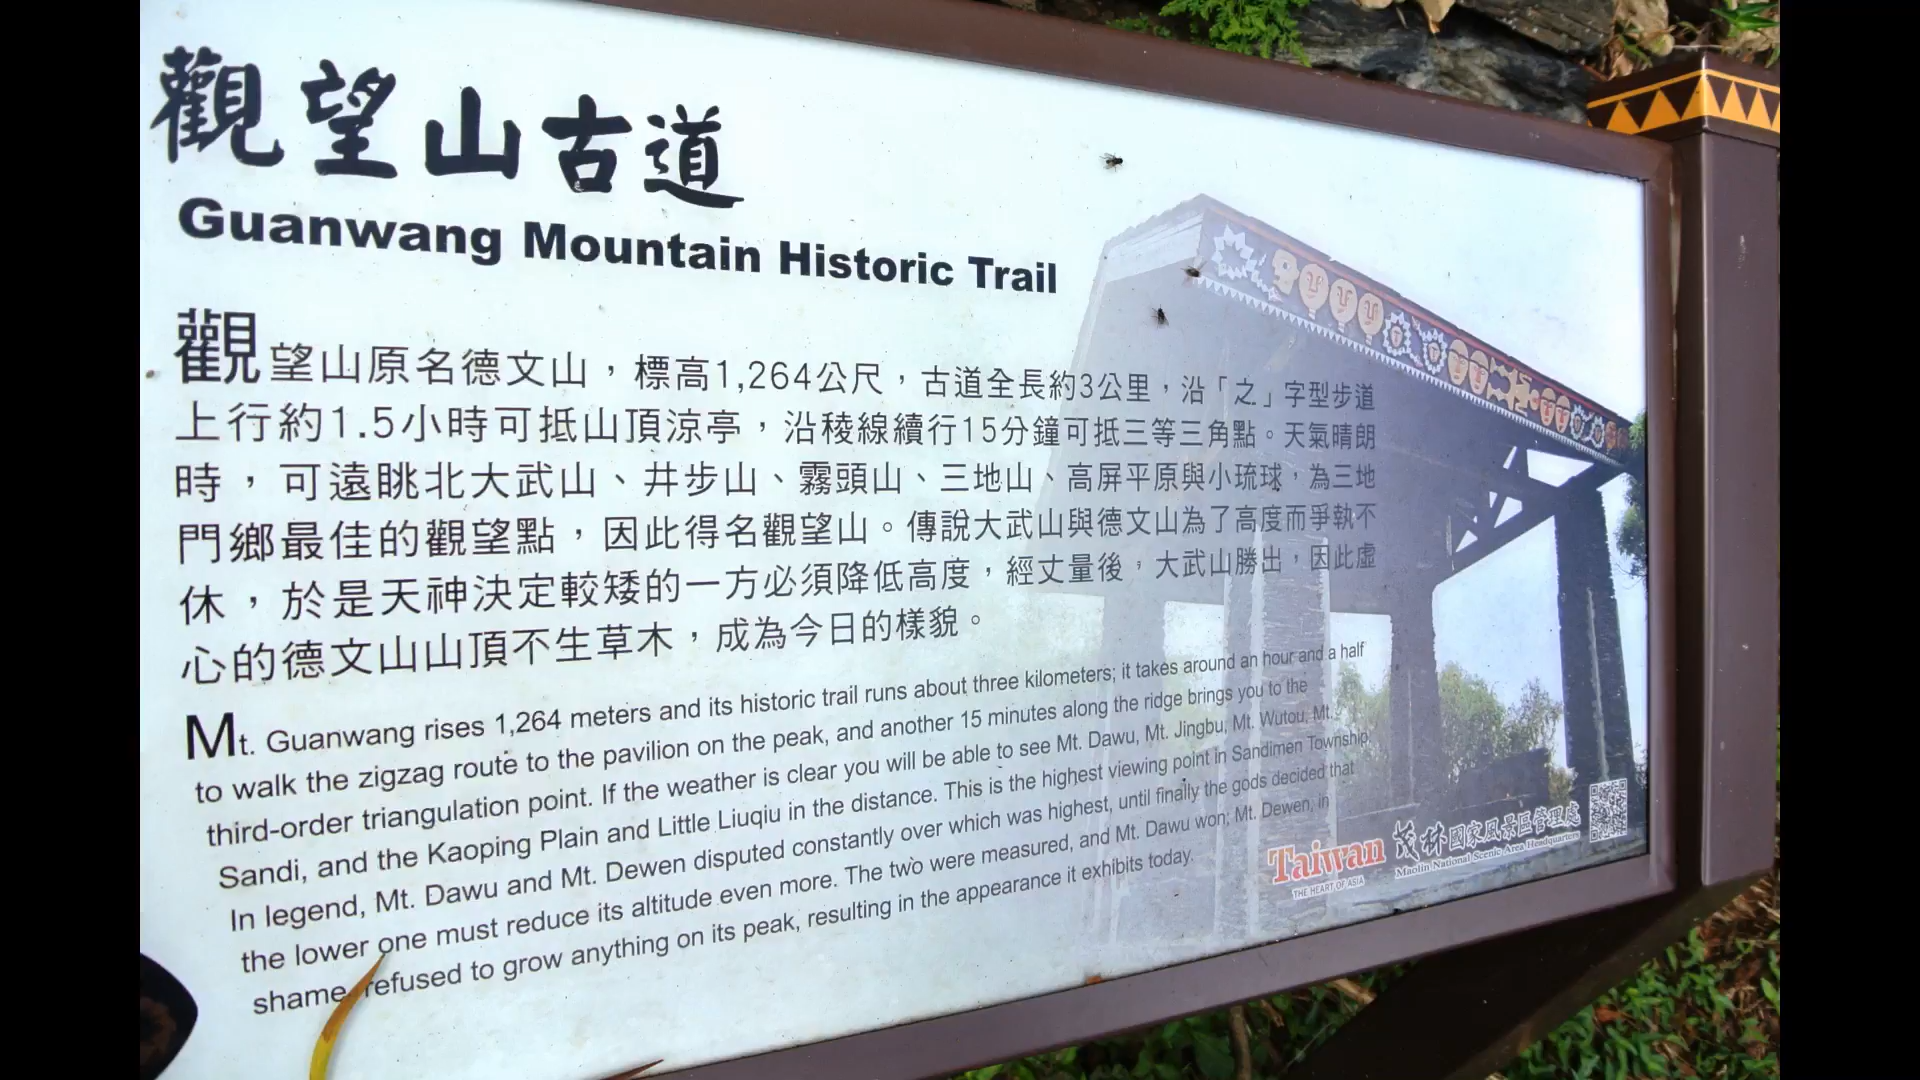 觀望山古道
Guanwang Mountain Historic Trail
觀望山原名德文山，標高1,264公尺，古道全長約3公里，沿「之」字型步道
上行約1.5小時可抵山頂涼亭，沿稜線續行15分鐘可抵三等三角點。天氣晴朗
時，可遠眺北大武山、井步山、霧頭山、三地山、高屏平原與小琉球，為三地
門鄉最佳的觀望點，因此得名觀望山。傳說大武山與德文山為了高度而爭執不
休，於是天神決定較矮的一方必須降低高度，經丈量後，大武山勝出，因此虛
心的德文山山頂不生草木，成為今日的樣貌。
Mt. Guanwang rises 1,264 meters and its historic trail runs about three kilometers; it takes around an hour and a half
to walk the zigzag route to the pavilion on the peak, and another 15 minutes along the ridge brings you to the
third-order triangulation point. If the weather is clear you will be able to see Mt. Dawu, Mt. Jingbu, Mt. Wutou, Mt.
Sandi, and the Kaoping Plain and Little Liuqiu in the distance. This is the highest viewing point in Sandimen Township.
In legend, Mt. Dawu and Mt. Dewen disputed constantly over which was highest, until finally the gods decided that
the lower one must reduce its altitude even more. The two were measured, and Mt. Dawu won; Mt. Dewen, in
shame, refused to grow anything on its peak, resulting in the appearance it exhibits today.
Taiwan
THE HEART OF ASIA
茂林國家風景區管理處
Maolin National Scenic Area Headquarters